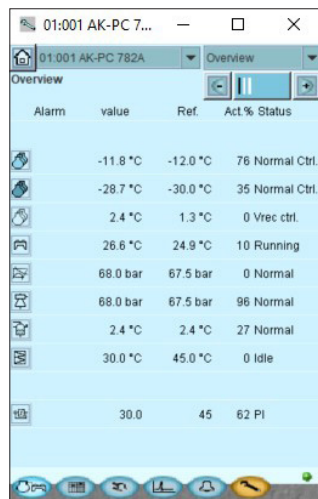 01:001 AK-PC 7...
01:001 AK-PC 782A Overview
Overview
Alarm value Ref. Act.% Status
-11.8 °C -12.0 °C 76 Normal Ctrl.
-28.7 °C -30.0 °C 35 Normal Ctrl.
2.4 °C 1.3 °C 0 Vrec ctrl.
26.6 °C 24.9 °C 10 Running
68.0 bar 67.5 bar 0 Normal
68.0 bar 67.5 bar 96 Normal
2.4 °C 2.4 °C 27 Normal
30.0 °C 45.0 °C 0 Idle
30.0 45 62 PI